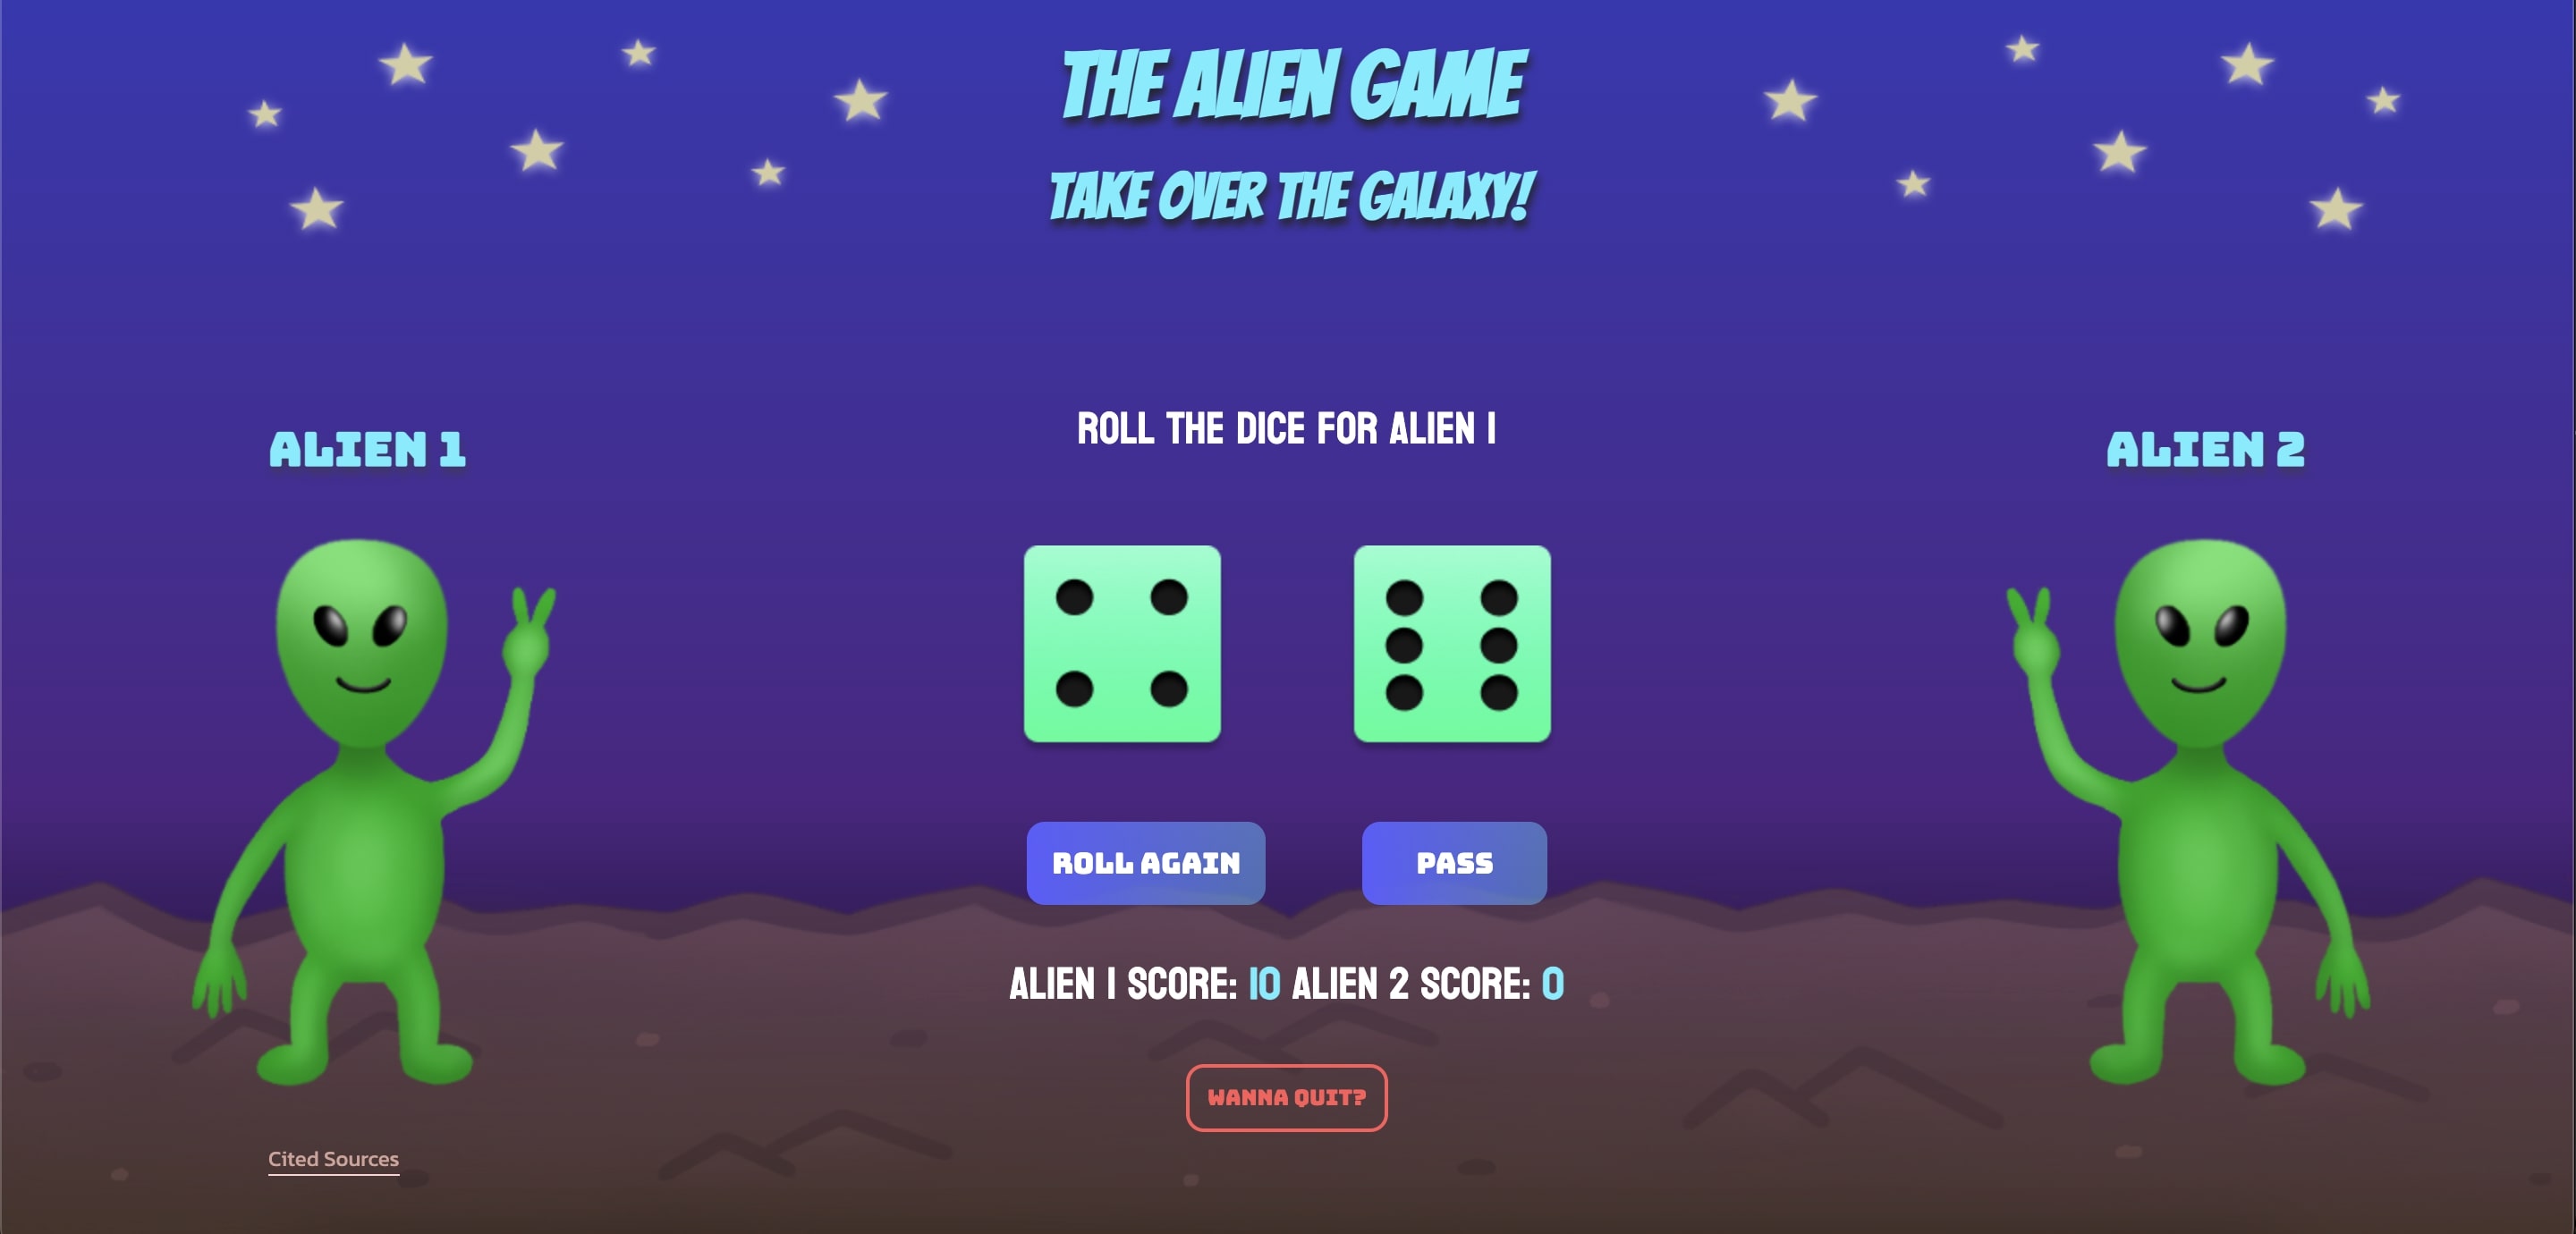 THE ALIEN GAME
TAKE OVER THE GALAXY!
ROLL THE DICE FOR ALIEN 1
ALIEN 1
ALIEN 2
ROLL AGAIN
PASS
ALIEN 1 SCORE: 10 ALIEN 2 SCORE: 0
WANNA QUIT?
Cited Sources